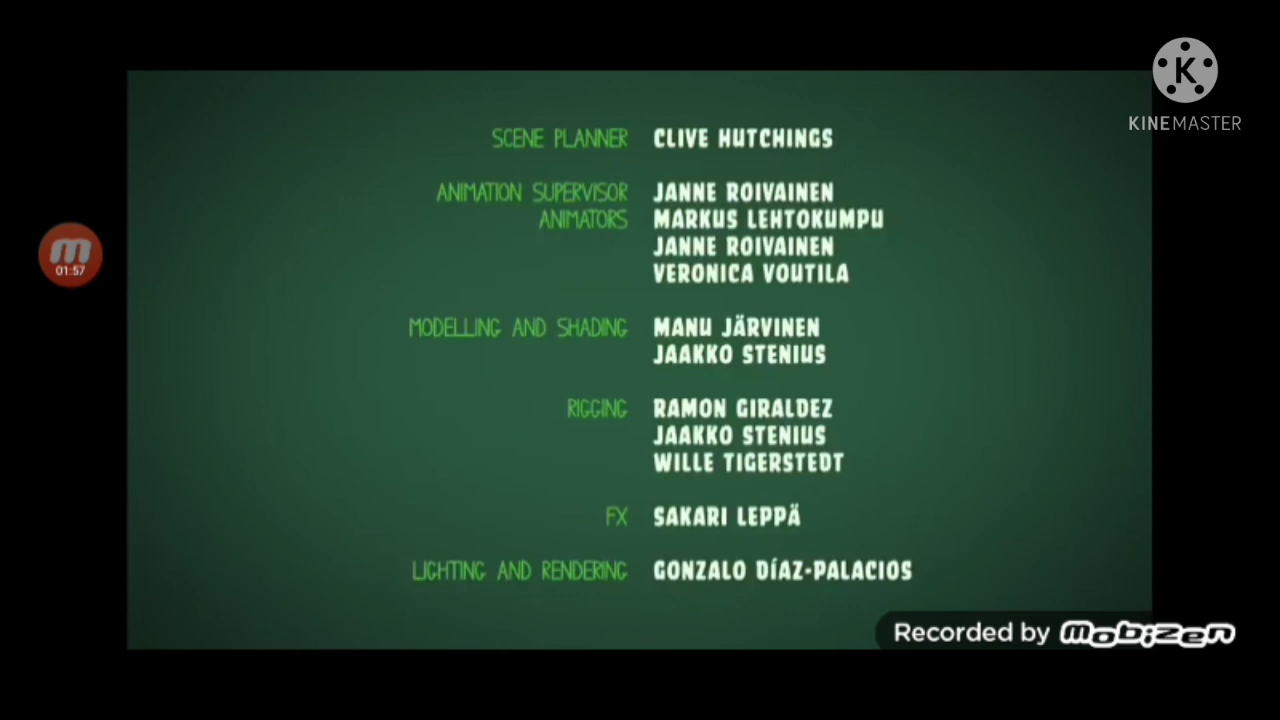 K
KINEMASTER
SCENE PLANNER CLIVE HUTCHINGS
ANIMATION SUPERVISOR JANNE ROIVAINEN
ANIMATORS MARKUS LEHTOKUMPU
JANNE ROIVAINEN
VERONICA VOUTILA
m
01:57
MODELLING AND SHADING MANU JÄRVINEN
JAAKKO STENIUS
RIGGING RAMON GIRALDEZ
JAAKKO STENIUS
WILLE TIGERSTEDT
FX SAKARI LEPPÄ
LIGHTING AND RENDERING GONZALO DÍAZ-PALACIOS
Recorded by mobizen